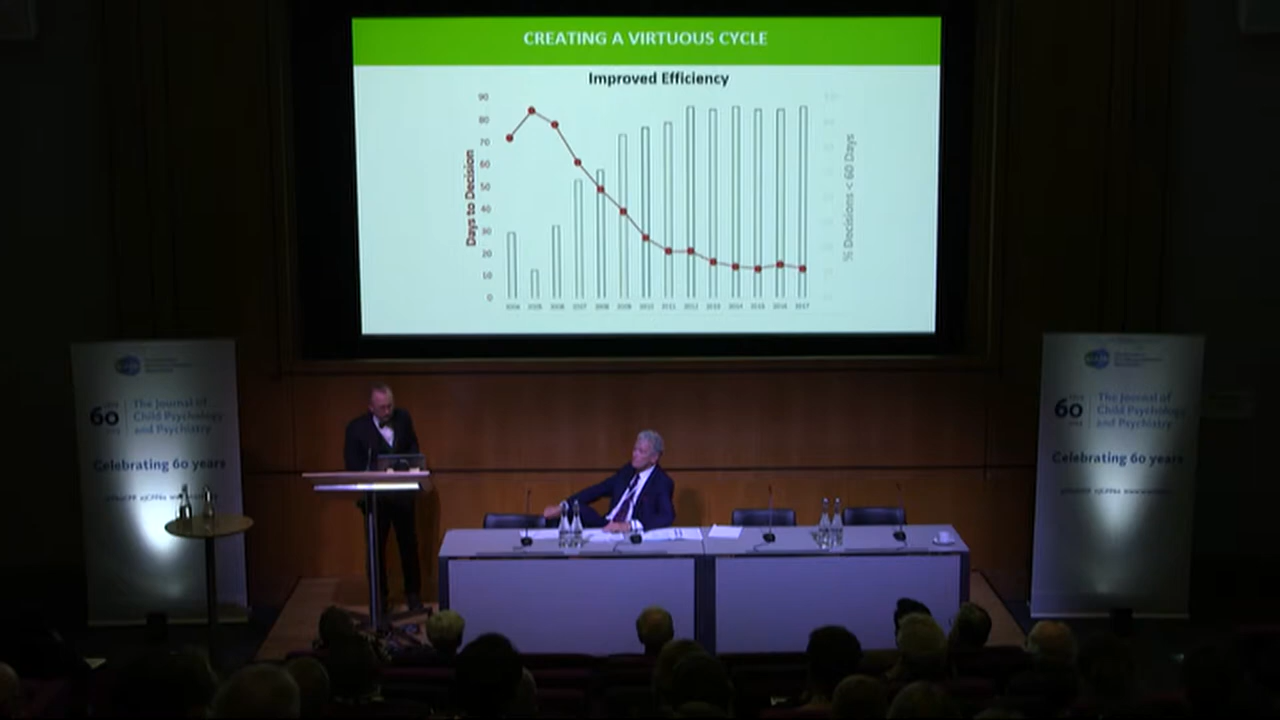 CREATING A VIRTUOUS CYCLE
Improved Efficiency
Days to Decision
90
80
70
60
50
40
30
20
10
0
2004 2005 2006 2007 2008 2009 2010 2011 2012 2013 2014 2015 2016 2017
% Decisions < 60 Days
60
The Journal of
Child Psychology
and Psychiatry
Celebrating 60 years
60
The Journal of
Child Psychology
and Psychiatry
Celebrating 60 years